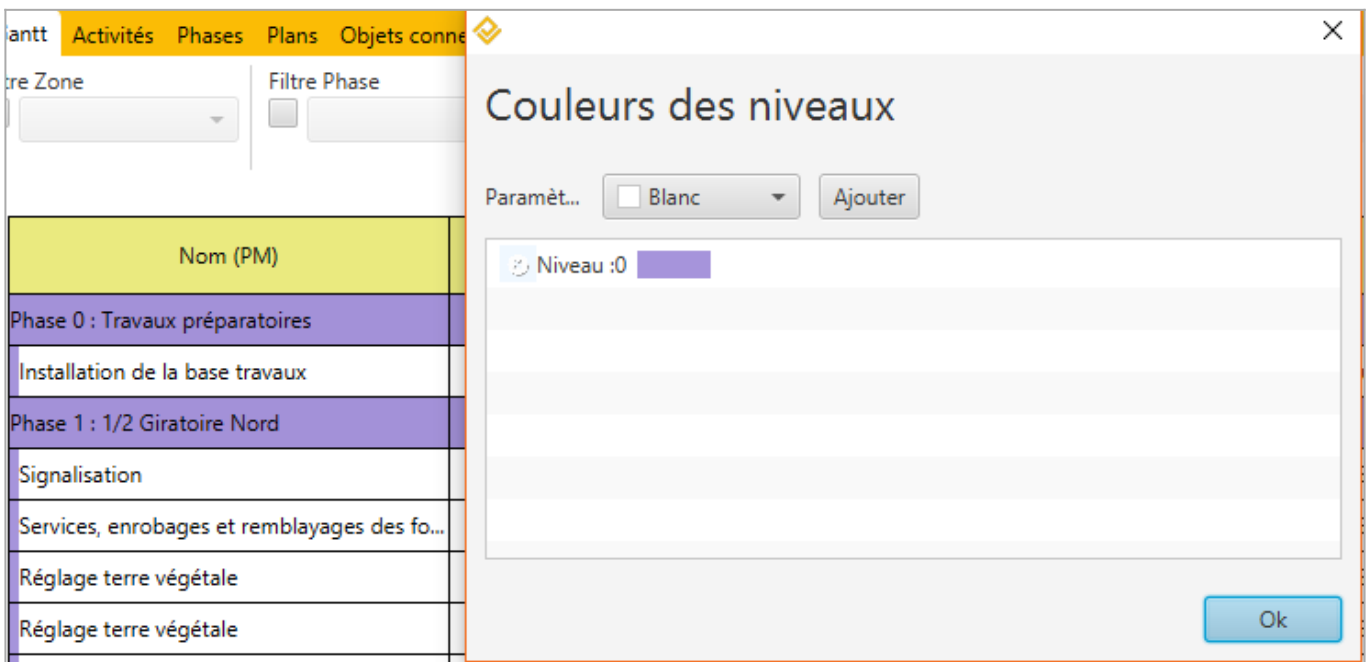 iantt Activités Phases Plans Objets conne
tre Zone
Filtre Phase
Couleurs des niveaux
Paramèt... Blanc Ajouter
Niveau :0
Nom (PM)
Phase 0 : Travaux préparatoires
Installation de la base travaux
Phase 1 : 1/2 Giratoire Nord
Signalisation
Services, enrobages et remblayages des fo...
Réglage terre végétale
Réglage terre végétale
Ok